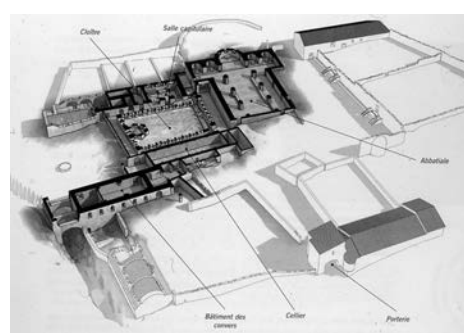 Cloître
Salle capitulaire
Abbatiale
Bâtiment des
convers
Cellier
Porterie